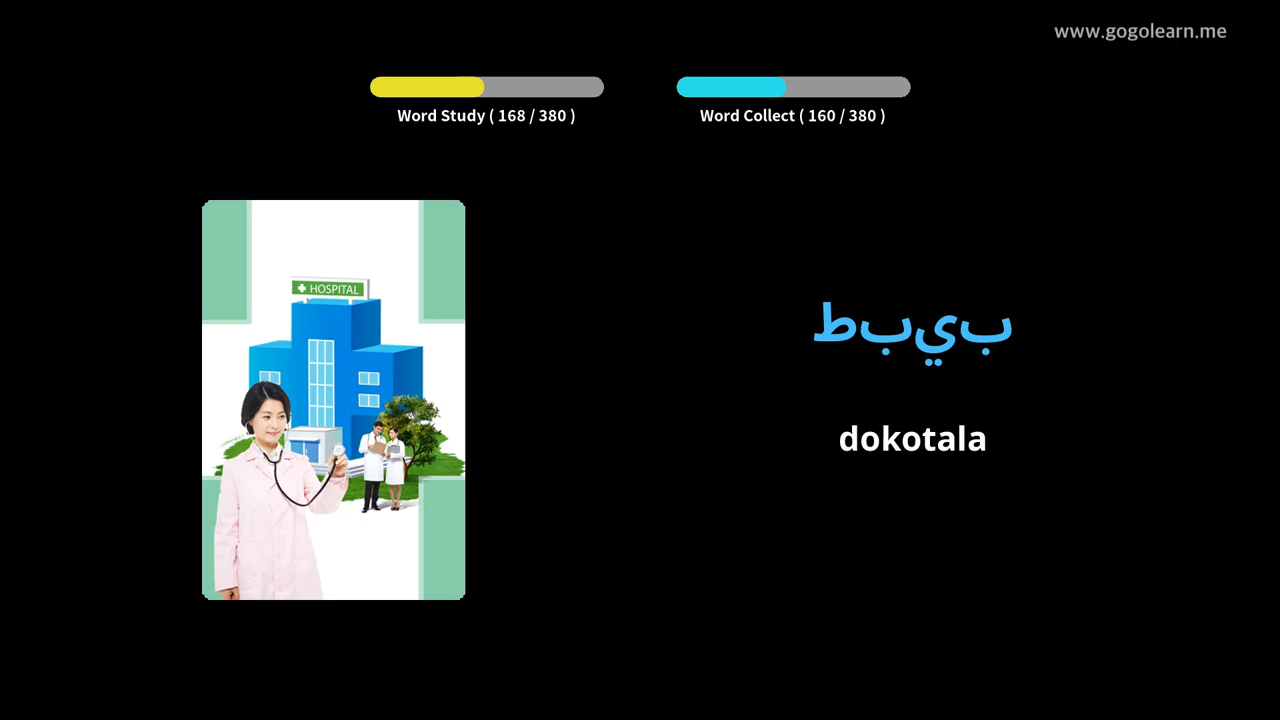 www.gogolearn.me
Word Study ( 168 / 380 )
Word Collect ( 160 / 380 )
HOSPITAL
طبيب
dokotala